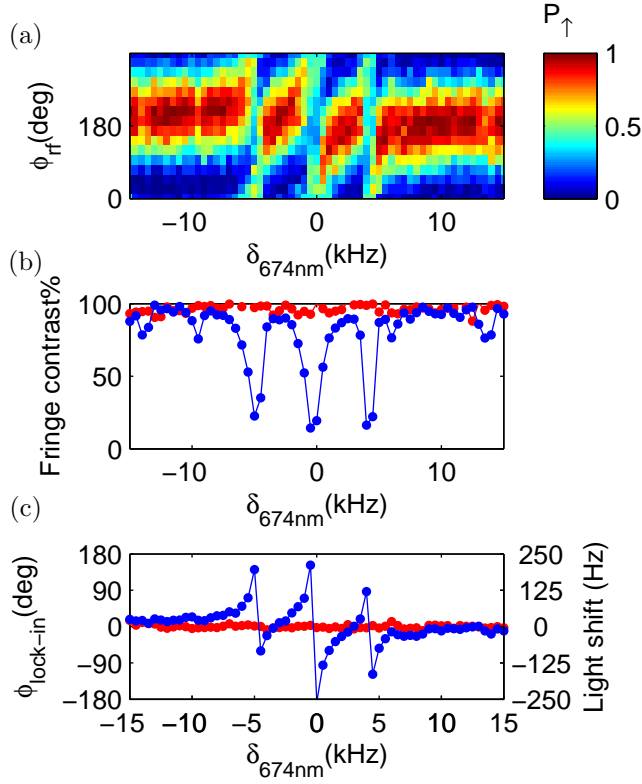 (a)
P↑
ϕrf(deg)
180
0
−10
0
10
δ674nm(kHz)
1
0.5
0
(b)
Fringe contrast%
100
50
0
−10
0
10
δ674nm(kHz)
(c)
ϕlock−in(deg)
180
90
0
−90
−180
250
125
0
−125
−250
Light shift (Hz)
−15
−10
−5
0
5
10
15
δ674nm(kHz)